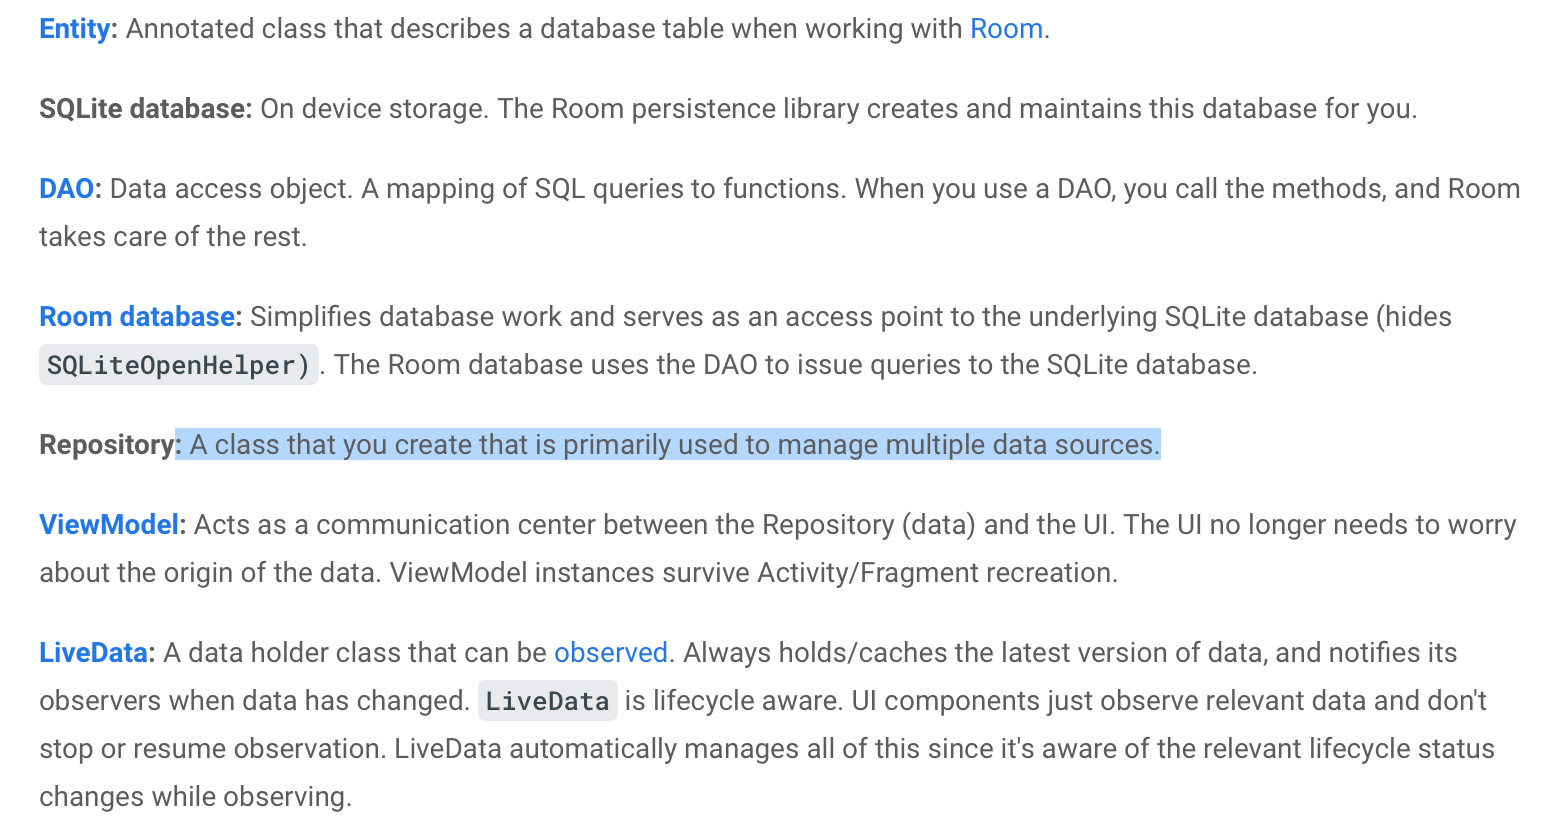 Entity: Annotated class that describes a database table when working with Room.
SQLite database: On device storage. The Room persistence library creates and maintains this database for you.
DAO: Data access object. A mapping of SQL queries to functions. When you use a DAO, you call the methods, and Room
takes care of the rest.
Room database: Simplifies database work and serves as an access point to the underlying SQLite database (hides
SQLiteOpenHelper). The Room database uses the DAO to issue queries to the SQLite database.
Repository: A class that you create that is primarily used to manage multiple data sources.
ViewModel: Acts as a communication center between the Repository (data) and the UI. The UI no longer needs to worry
about the origin of the data. ViewModel instances survive Activity/Fragment recreation.
LiveData: A data holder class that can be observed. Always holds/caches the latest version of data, and notifies its
observers when data has changed. LiveData is lifecycle aware. UI components just observe relevant data and don't
stop or resume observation. LiveData automatically manages all of this since it's aware of the relevant lifecycle status
changes while observing.